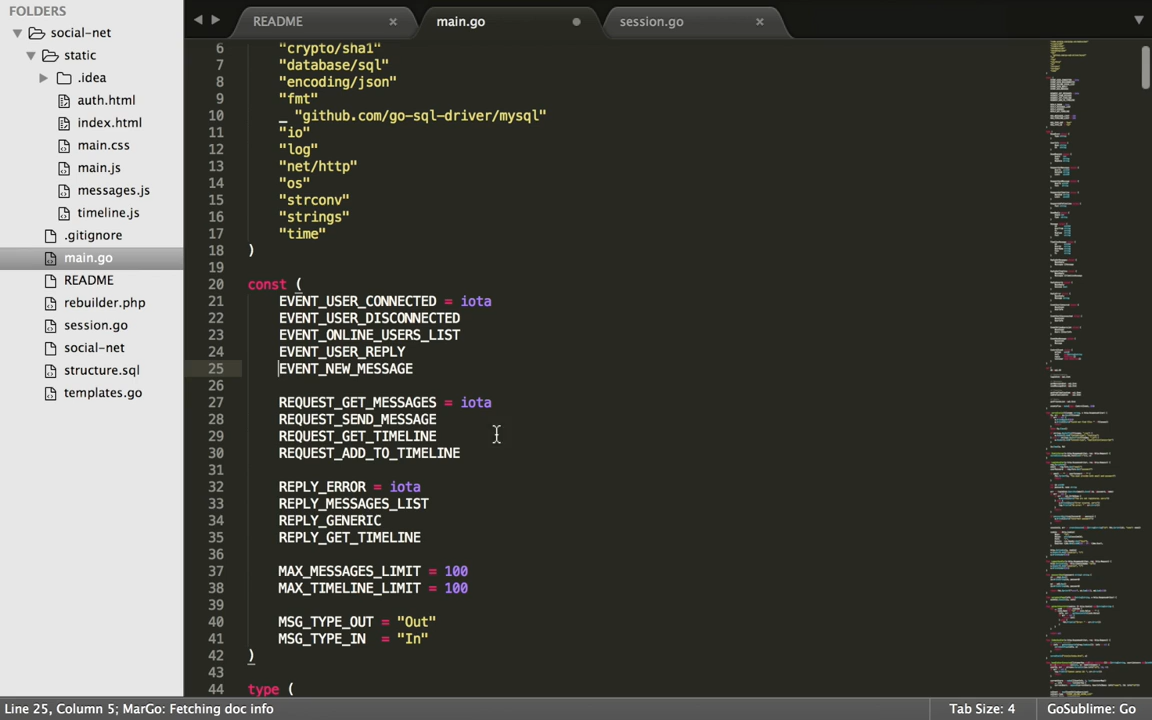 FOLDERS
social-net
static
.idea
auth.html
index.html
main.css
main.js
messages.js
timeline.js
.gitignore
main.go
README
rebuilder.php
session.go
social-net
structure.sql
templates.go
README × main.go session.go ×
6 "crypto/sha1"
7 "database/sql"
8 "encoding/json"
9 "fmt"
10 _ "github.com/go-sql-driver/mysql"
11 "io"
12 "log"
13 "net/http"
14 "os"
15 "strconv"
16 "strings"
17 "time"
18 )
19
20 const (
21 EVENT_USER_CONNECTED = iota
22 EVENT_USER_DISCONNECTED
23 EVENT_ONLINE_USERS_LIST
24 EVENT_USER_REPLY
25 EVENT_NEW_MESSAGE
26
27 REQUEST_GET_MESSAGES = iota
28 REQUEST_SEND_MESSAGE
29 REQUEST_GET_TIMELINE
30 REQUEST_ADD_TO_TIMELINE
31
32 REPLY_ERROR = iota
33 REPLY_MESSAGES_LIST
34 REPLY_GENERIC
35 REPLY_GET_TIMELINE
36
37 MAX_MESSAGES_LIMIT = 100
38 MAX_TIMELINE_LIMIT = 100
39
40 MSG_TYPE_OUT = "Out"
41 MSG_TYPE_IN  = "In"
42 )
43
44 type (
Line 25, Column 5; MarGo: Fetching doc info Tab Size: 4 GoSublime: Go